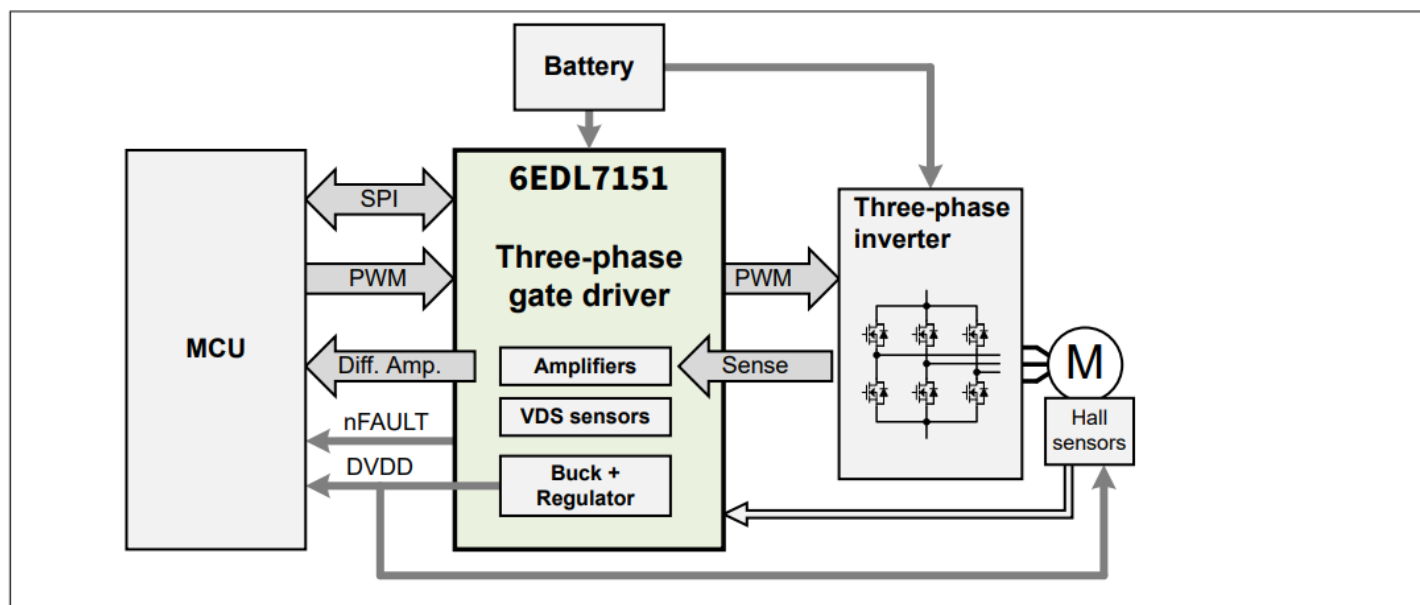 Battery
MCU
SPI
PWM
Diff. Amp.
nFAULT
DVDD
6EDL7151
Three-phase
gate driver
Amplifiers
VDS sensors
Buck +
Regulator
PWM
Sense
Three-phase
inverter
M
Hall
sensors